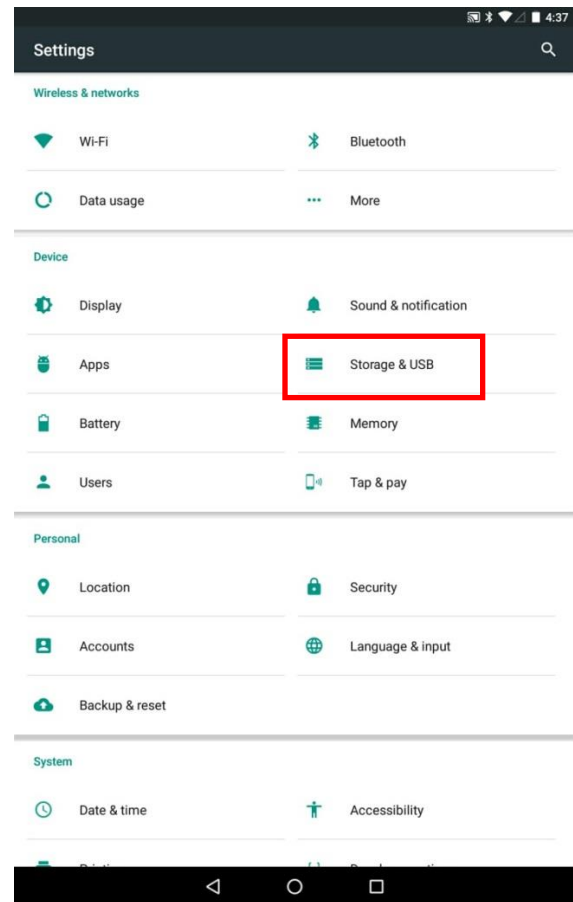 4:37
Settings
Wireless & networks
Wi-Fi
Bluetooth
Data usage
More
Device
Display
Sound & notification
Apps
Storage & USB
Battery
Memory
Users
Tap & pay
Personal
Location
Security
Accounts
Language & input
Backup & reset
System
Date & time
Accessibility